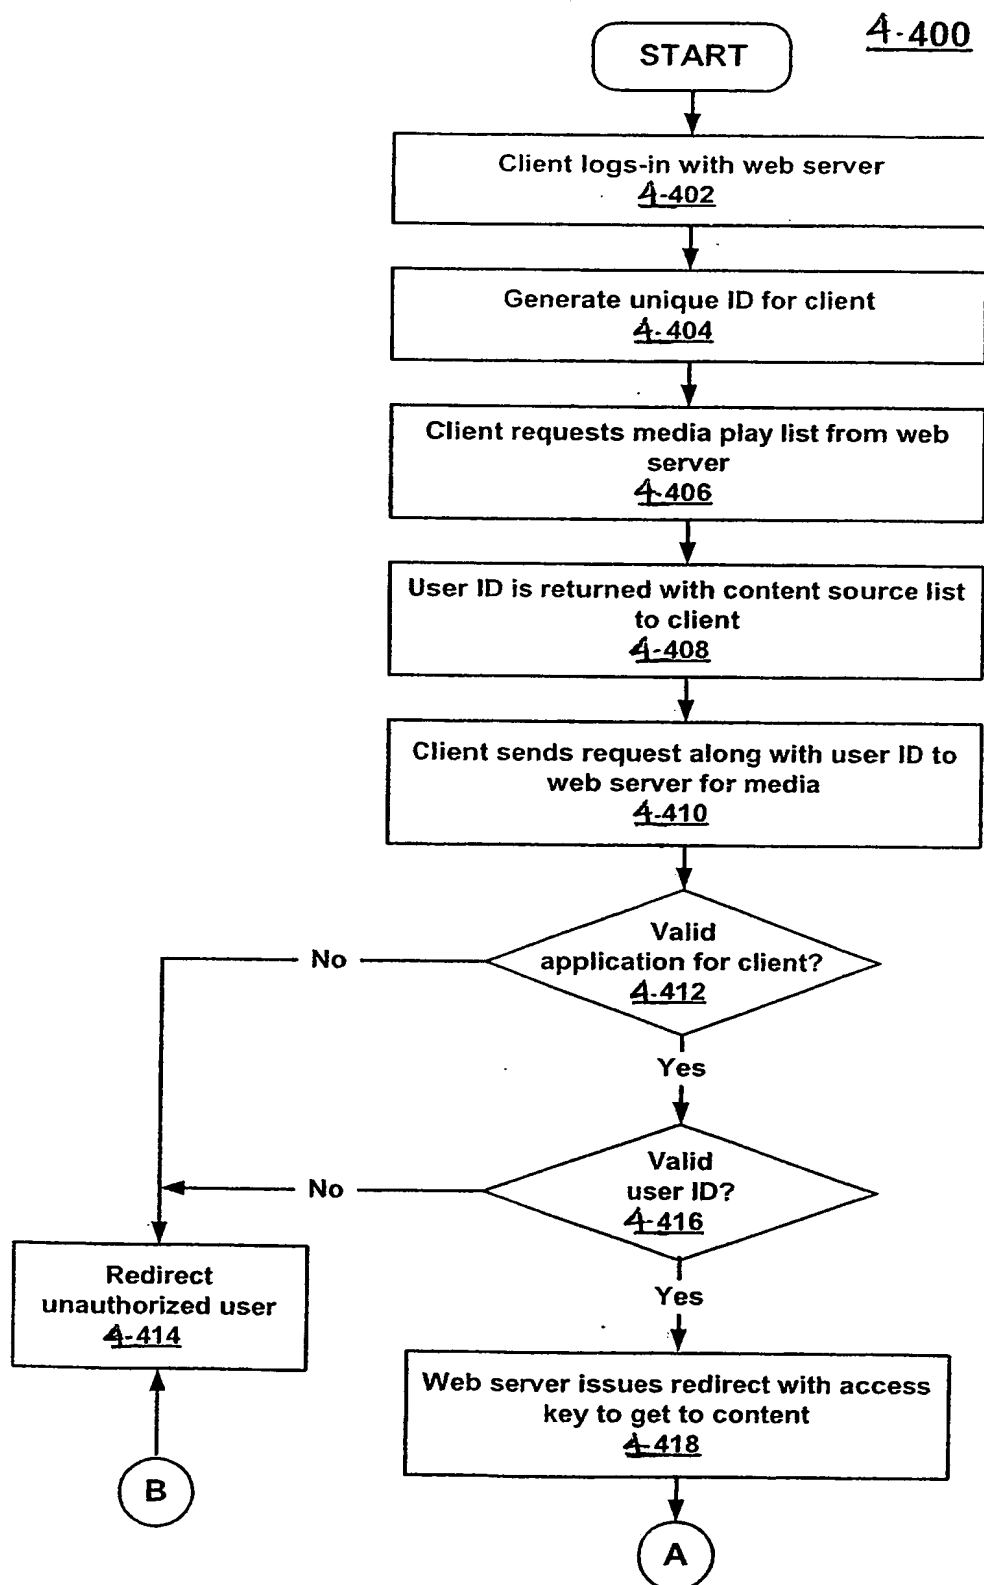 4-400
START
Client logs-in with web server
4-402
Generate unique ID for client
4-404
Client requests media play list from web
server
4-406
User ID is returned with content source list
to client
4-408
Client sends request along with user ID to
web server for media
4-410
Valid
application for client?
4-412
No
Yes
Valid
user ID?
4-416
No
Yes
Redirect
unauthorized user
4-414
Web server issues redirect with access
key to get to content
4-418
B
A